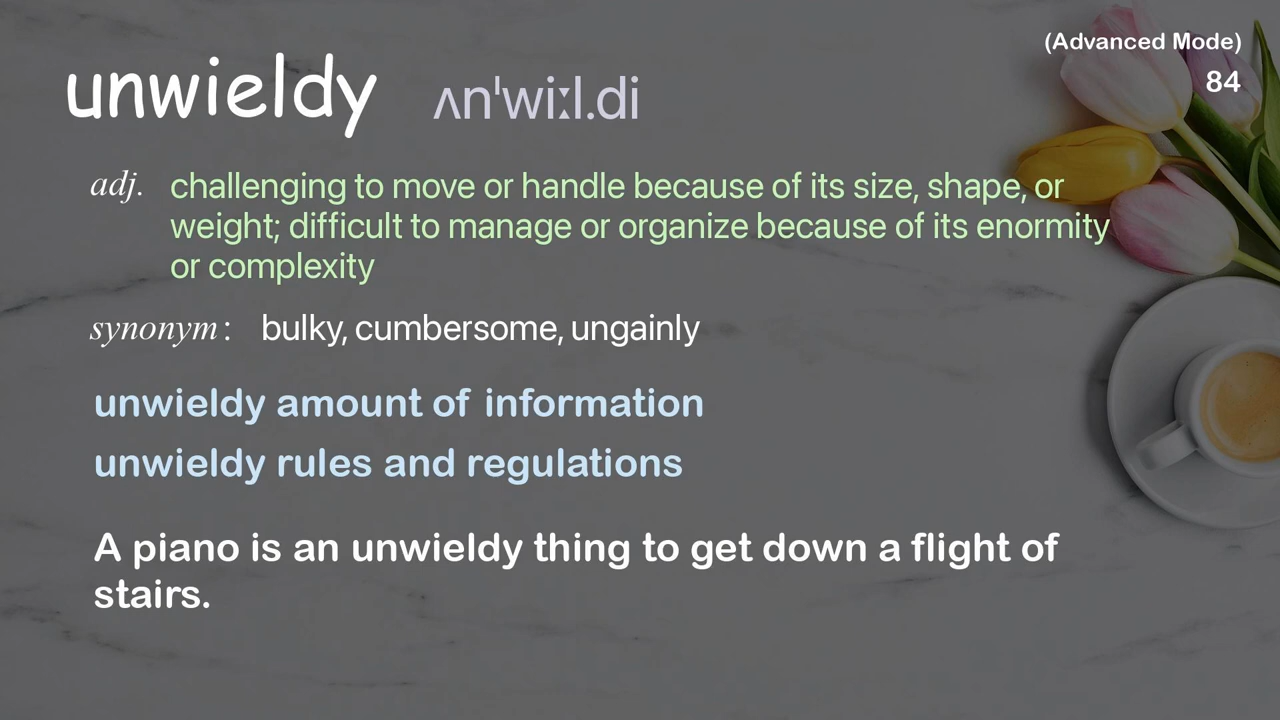 (Advanced Mode)
84
unwieldy ʌnˈwiːl.di
adj. challenging to move or handle because of its size, shape, or
weight; difficult to manage or organize because of its enormity
or complexity
synonym: bulky, cumbersome, ungainly
unwieldy amount of information
unwieldy rules and regulations
A piano is an unwieldy thing to get down a flight of
stairs.